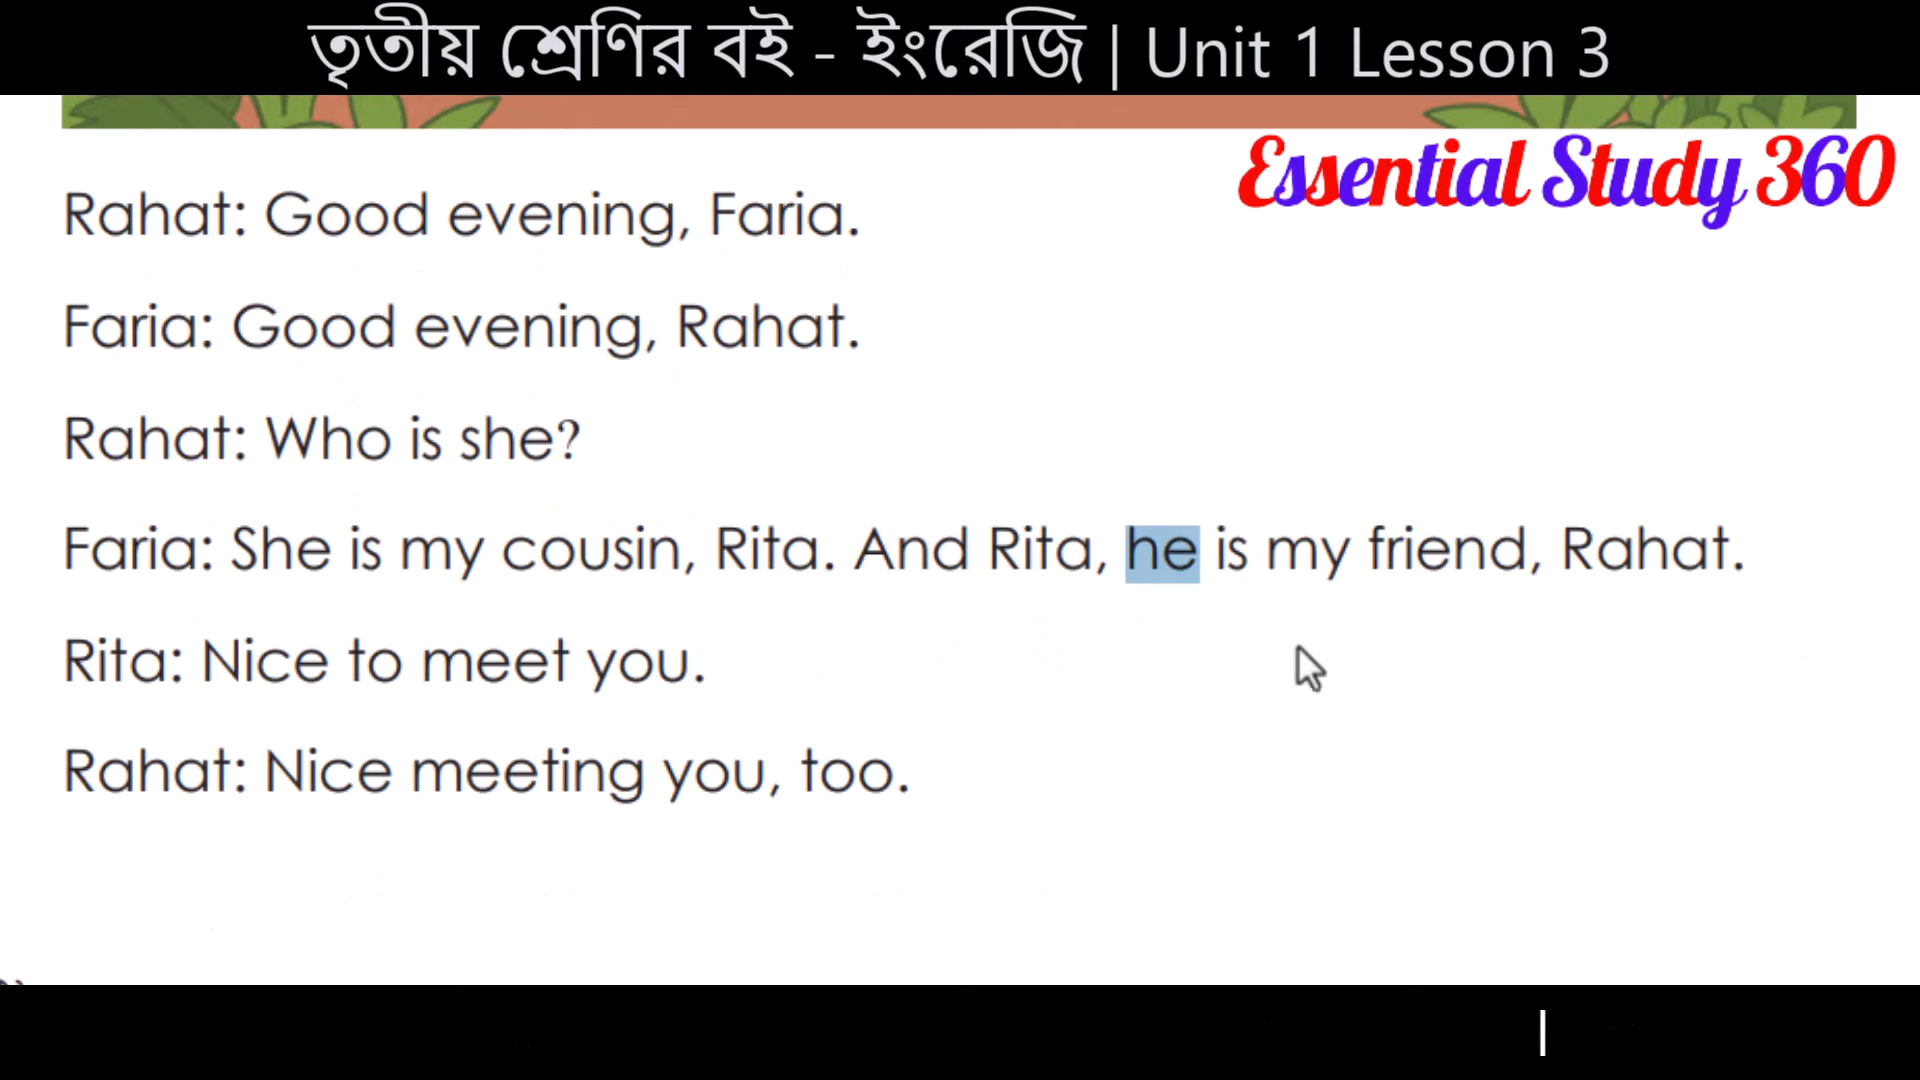 তৃতীয় শ্রেণির বই - ইংরেজি | Unit 1 Lesson 3
Essential Study 360
Rahat: Good evening, Faria.
Faria: Good evening, Rahat.
Rahat: Who is she?
Faria: She is my cousin, Rita. And Rita, he is my friend, Rahat.
Rita: Nice to meet you.
Rahat: Nice meeting you, too.